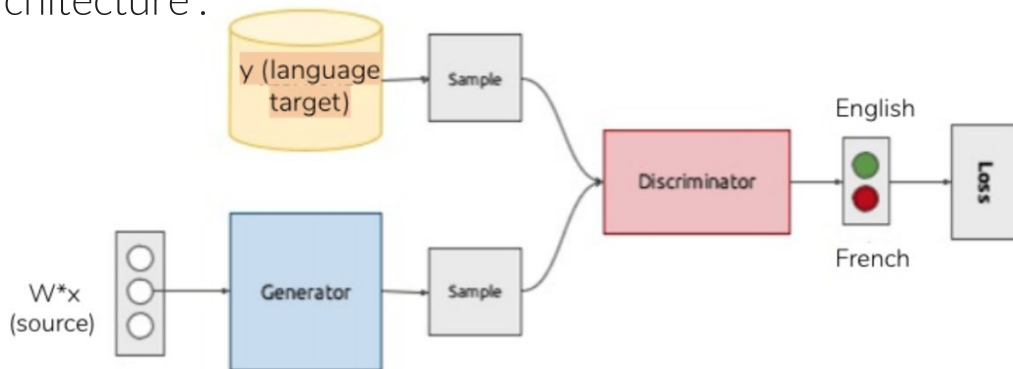 chitecture .
y (language
target)
Sample
English
Discriminator
Loss
French
W*x
(source)
Generator
Sample